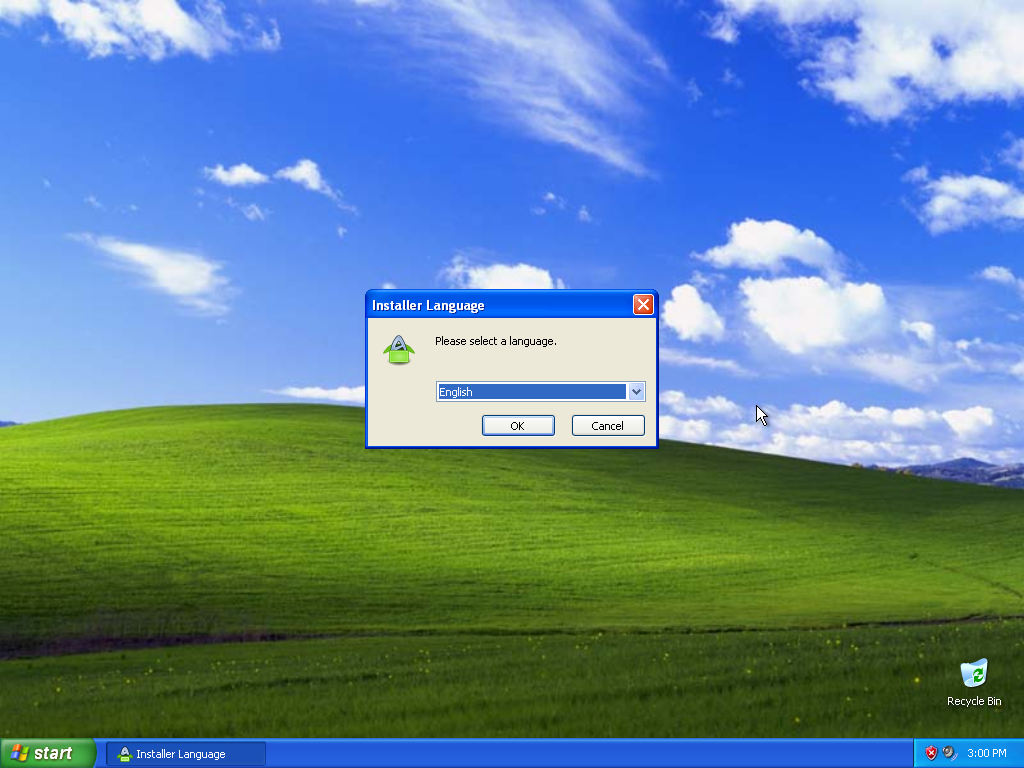 Installer Language
Please select a language.
English
OK
Cancel
Recycle Bin
start
Installer Language
3:00 PM